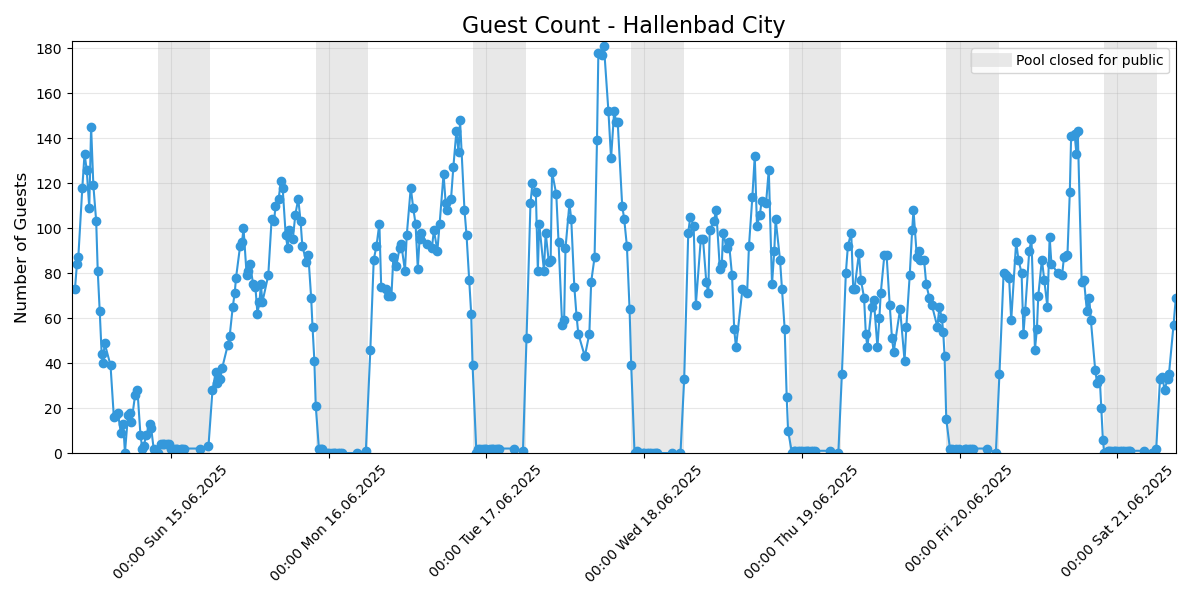 Guest Count - Hallenbad City
Number of Guests
180
160
140
120
100
80
60
40
20
0
Pool closed for public
00:00 Sun 15.06.2025
00:00 Mon 16.06.2025
00:00 Tue 17.06.2025
00:00 Wed 18.06.2025
00:00 Thu 19.06.2025
00:00 Fri 20.06.2025
00:00 Sat 21.06.2025